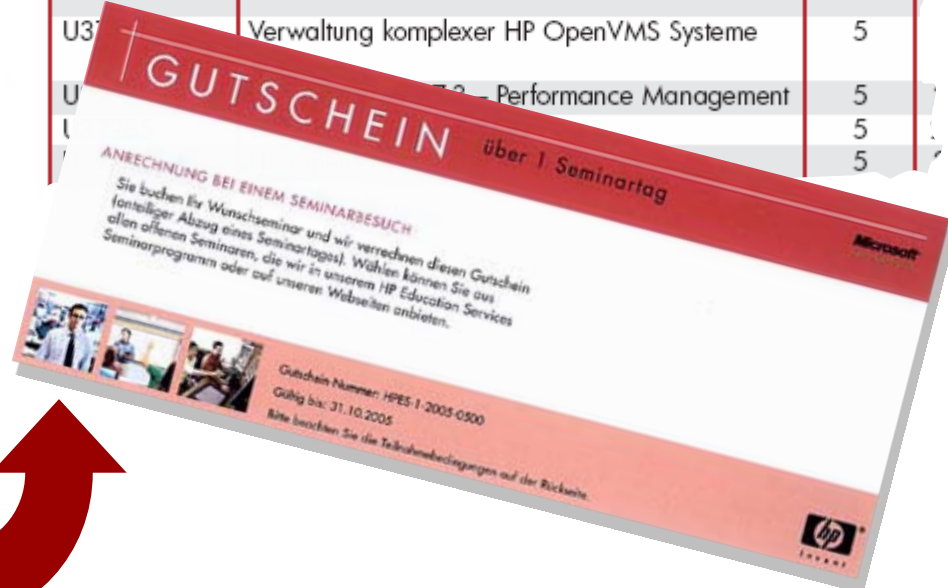 U37
Verwaltung komplexer HP OpenVMS Systeme 5
U
7.3 – Performance Management 5
U
5
5
GUTSCHEIN
über 1 Seminartag
Microsoft
ANRECHNUNG BEI EINEM SEMINARBESUCH
Sie buchen Ihr Wunschseminar und wir verrechnen diesen Gutschein
(anteiliger Abzug eines Seminartages). Wählen können Sie aus
allen offenen Seminaren, die wir in unserem HP Education Services
Seminarprogramm oder auf unseren Webseiten anbieten.
Gutschein-Nummer: HPES-1-2005-0500
Gültig bis: 31.10.2005
Bitte beachten Sie die Teilnahmebedingungen auf der Rückseite.
hp
invent